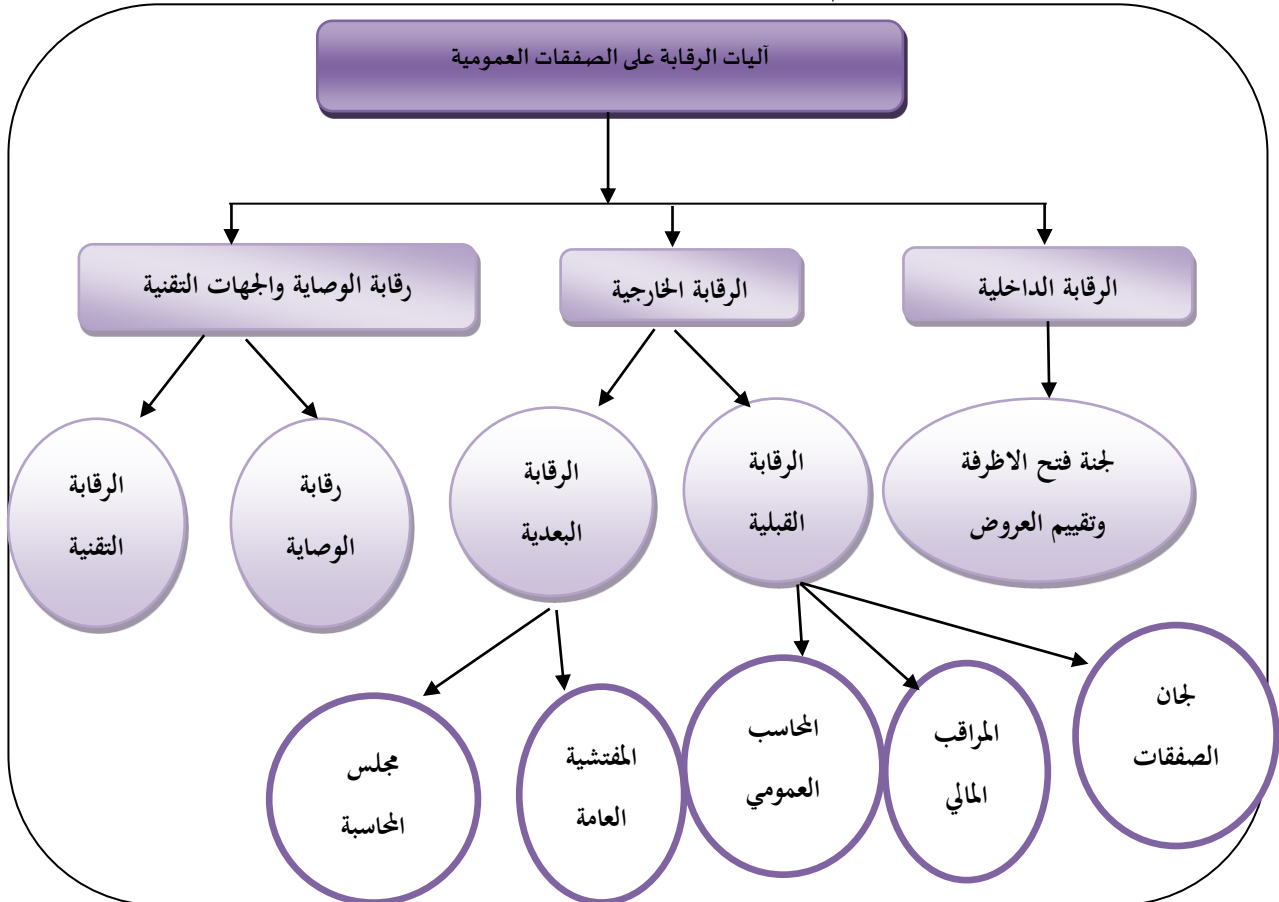 آليات الرقابة على الصفقات العمومية
الرقابة الداخلية
الرقابة الخارجية
رقابة الوصاية والجهات التقنية
لجنة فتح الاظرفة
وتقييم العروض
الرقابة
القبلية
الرقابة
البعدية
رقابة
الوصاية
الرقابة
التقنية
لجان
الصفقات
المراقب
المالي
المحاسب
العمومي
المفتشية
العامة
مجلس
المحاسبة